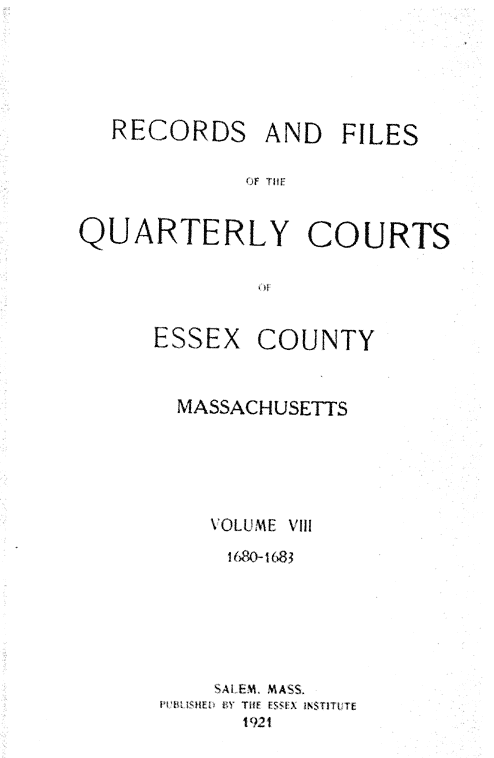 RECORDS AND FILES
OF THE
QUARTERLY COURTS
OF
ESSEX COUNTY
MASSACHUSETTS
VOLUME VIII
1680-1683
SALEM, MASS.
PUBLISHED BY THE ESSEX INSTITUTE
1921